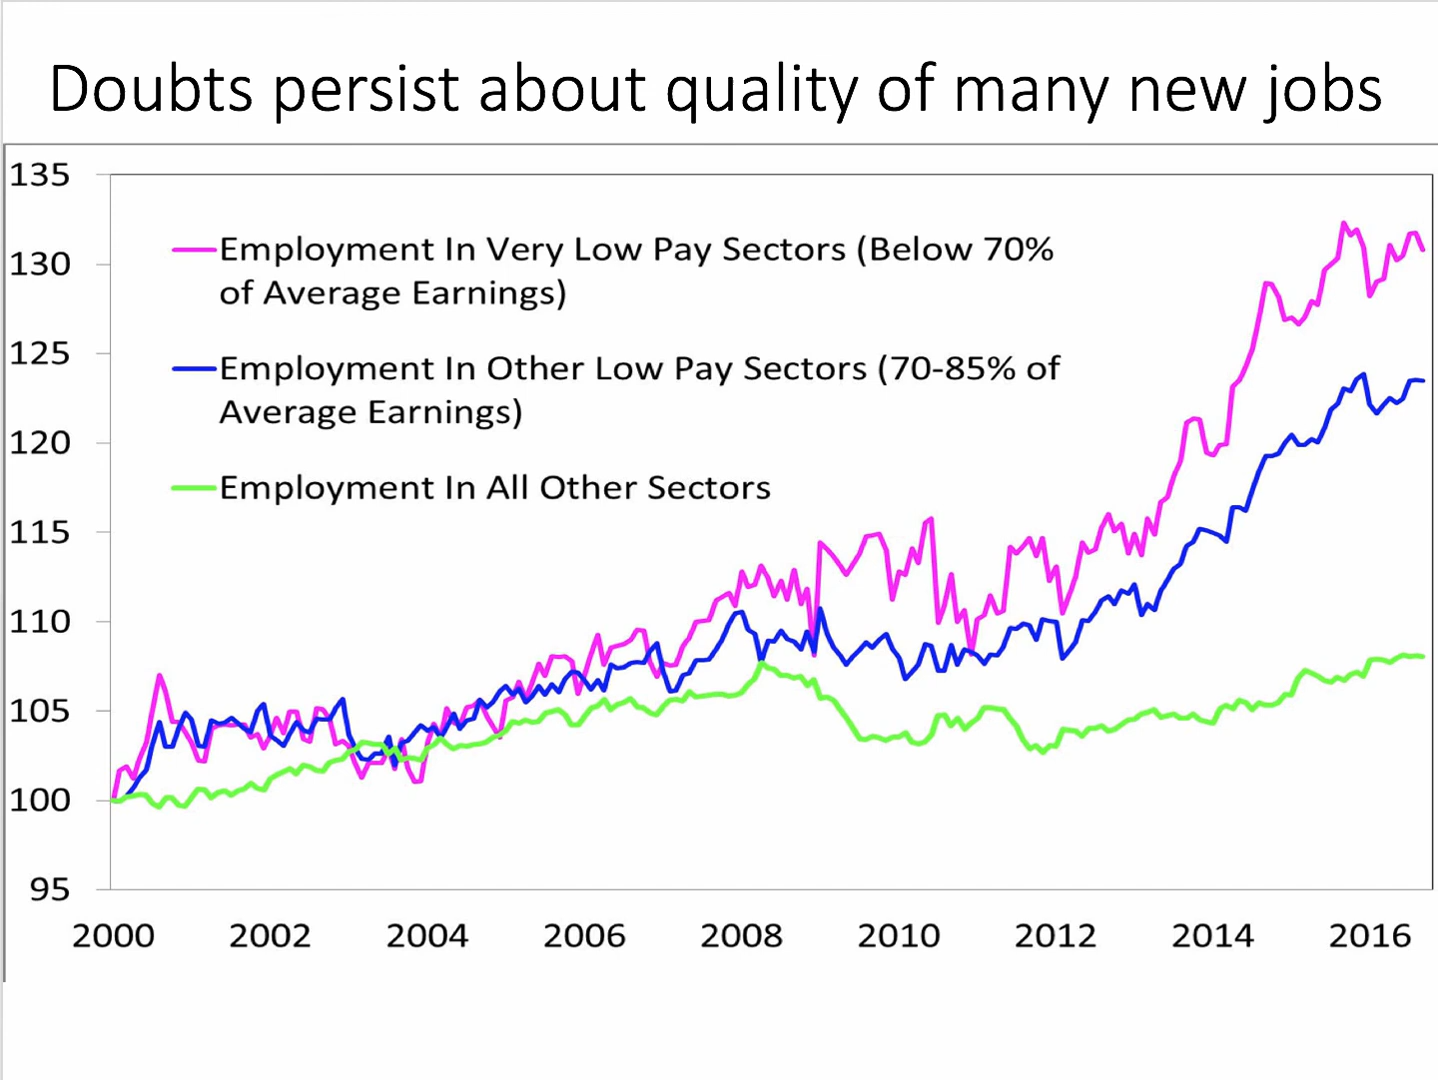 Doubts persist about quality of many new jobs
135
130
125
120
115
110
105
100
95
Employment In Very Low Pay Sectors (Below 70%
of Average Earnings)
Employment In Other Low Pay Sectors (70-85% of
Average Earnings)
Employment In All Other Sectors
2000 2002 2004 2006 2008 2010 2012 2014 2016